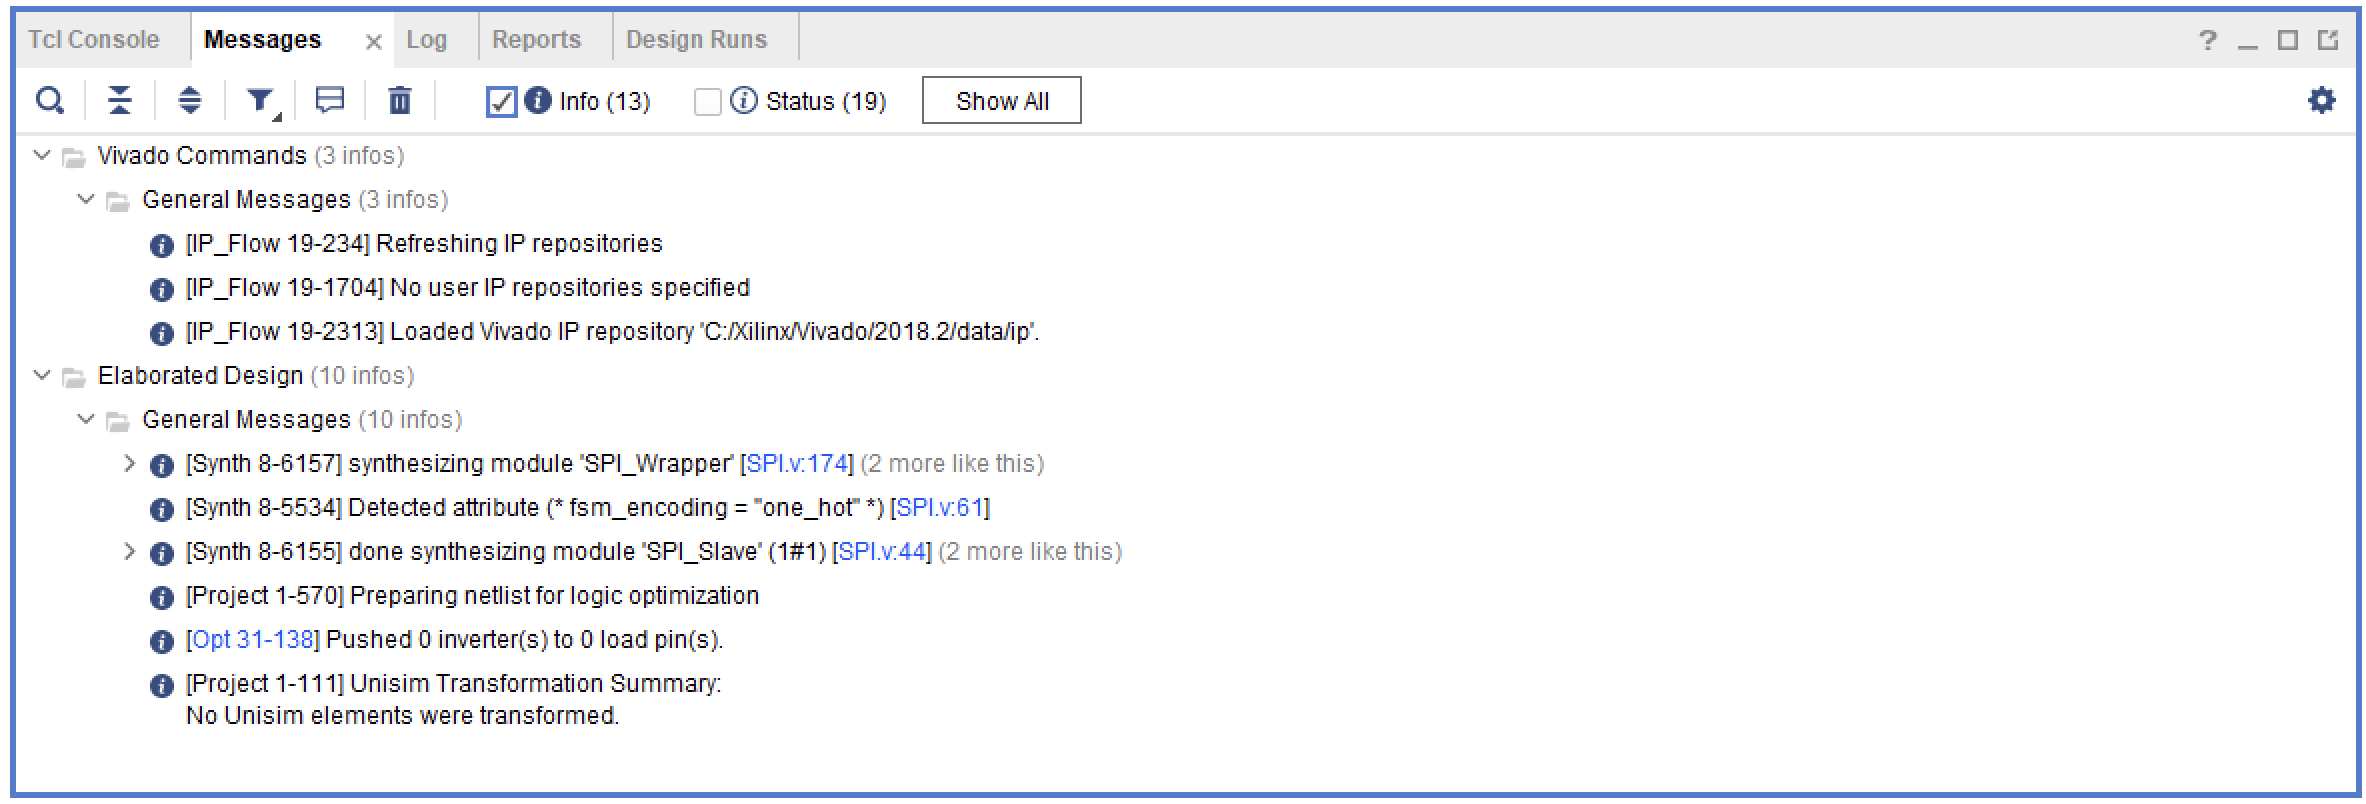 Tcl Console Messages × Log Reports Design Runs ?
Info (13) Status (19) Show All
Vivado Commands (3 infos)
General Messages (3 infos)
[IP_Flow 19-234] Refreshing IP repositories
[IP_Flow 19-1704] No user IP repositories specified
[IP_Flow 19-2313] Loaded Vivado IP repository 'C:/Xilinx/Vivado/2018.2/data/ip'.
Elaborated Design (10 infos)
General Messages (10 infos)
[Synth 8-6157] synthesizing module 'SPI_Wrapper' [SPI.v:174] (2 more like this)
[Synth 8-5534] Detected attribute (* fsm_encoding = "one_hot" *) [SPI.v:61]
[Synth 8-6155] done synthesizing module 'SPI_Slave' (1#1) [SPI.v:44] (2 more like this)
[Project 1-570] Preparing netlist for logic optimization
[Opt 31-138] Pushed 0 inverter(s) to 0 load pin(s).
[Project 1-111] Unisim Transformation Summary:
No Unisim elements were transformed.